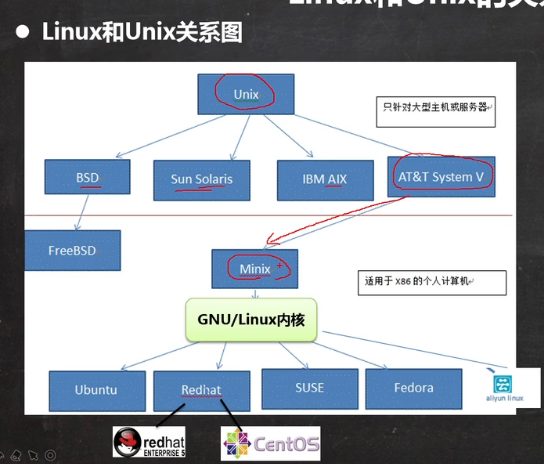 Linux和Unix的关系
Linux和Unix关系图
Unix
只针对大型主机或服务器
BSD
Sun Solaris
IBM AIX
AT&T System V
FreeBSD
Minix
适用于 X86 的个人计算机
GNU/Linux内核
Ubuntu
Redhat
SUSE
Fedora
aliyun linux
redhat
ENTERPRISE 5
CentOS